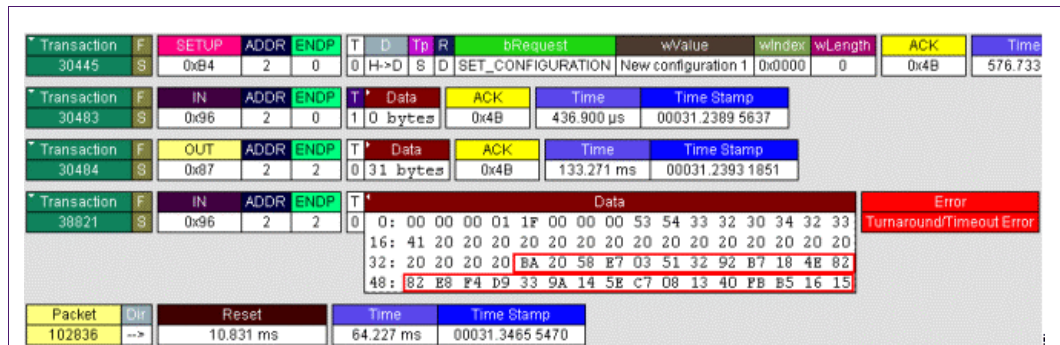 Transaction F SETUP ADDR ENDP T D Tp R bRequest wValue wIndex wLength ACK Time
30445 S 0xB4 2 0 0 H->D S D SET_CONFIGURATION New configuration 1 0x0000 0 0x4B 576.733
Transaction F IN ADDR ENDP T Data ACK Time Time Stamp
30483 S 0x96 2 0 1 0 bytes 0x4B 436.900 µs 00031.2389 5637
Transaction F OUT ADDR ENDP T Data ACK Time Time Stamp
30484 S 0x87 2 2 0 31 bytes 0x4B 133.271 ms 00031.2393 1851
Transaction F IN ADDR ENDP T Data Error
38821 S 0x96 2 2 0 0: 00 00 00 01 1F 00 00 00 53 54 33 32 30 34 32 33 Turnaround/Timeout Error
16: 41 20 20 20 20 20 20 20 20 20 20 20 20 20 20 20
32: 20 20 20 20 BA 20 58 E7 03 51 32 92 B7 18 4E 82
48: 82 E8 F4 D9 33 9A 14 5E C7 08 13 40 FB B5 16 15
Packet Dir Reset Time Time Stamp
102836 --> 10.831 ms 64.227 ms 00031.3465 5470